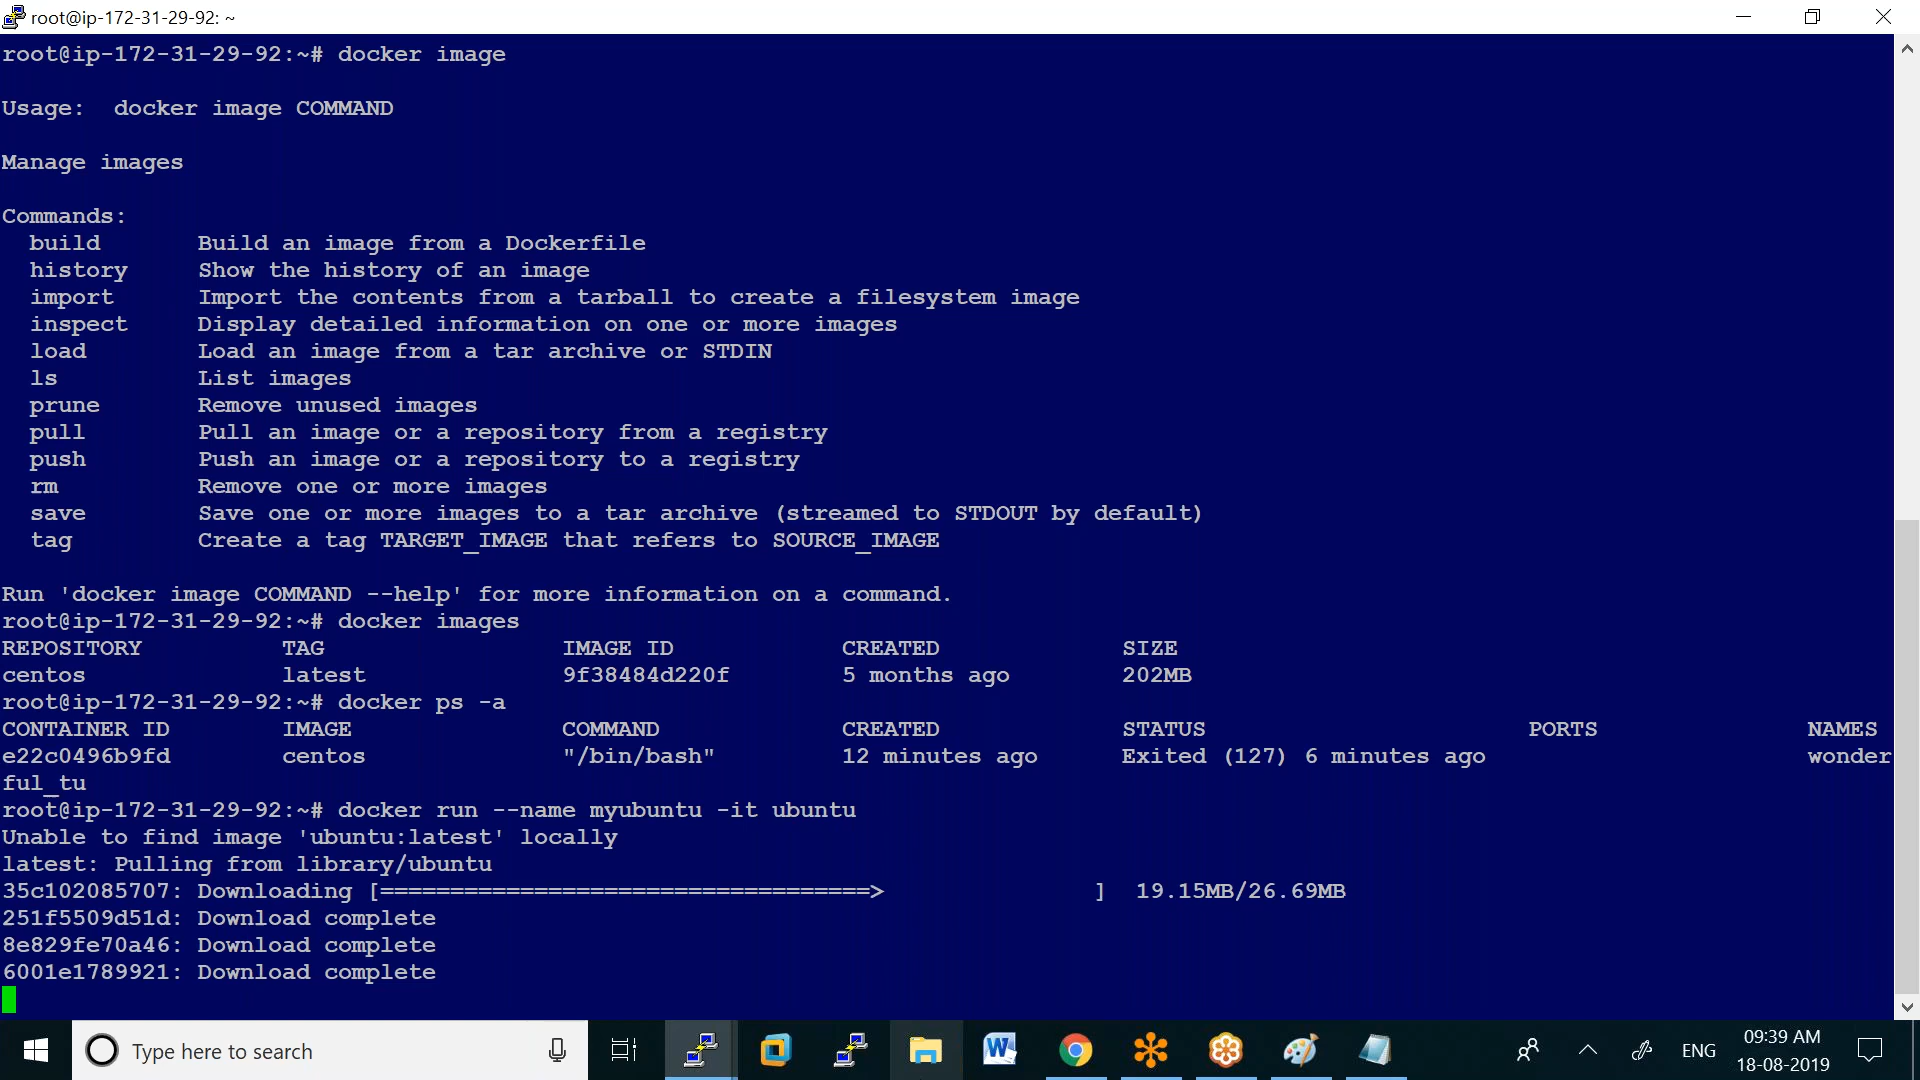 root@ip-172-31-29-92: ~
root@ip-172-31-29-92:~# docker image
Usage:  docker image COMMAND
Manage images
Commands:
  build       Build an image from a Dockerfile
  history     Show the history of an image
  import      Import the contents from a tarball to create a filesystem image
  inspect     Display detailed information on one or more images
  load        Load an image from a tar archive or STDIN
  ls          List images
  prune       Remove unused images
  pull        Pull an image or a repository from a registry
  push        Push an image or a repository to a registry
  rm          Remove one or more images
  save        Save one or more images to a tar archive (streamed to STDOUT by default)
  tag         Create a tag TARGET_IMAGE that refers to SOURCE_IMAGE
Run 'docker image COMMAND --help' for more information on a command.
root@ip-172-31-29-92:~# docker images
REPOSITORY          TAG                 IMAGE ID            CREATED             SIZE
centos              latest              9f38484d220f        5 months ago        202MB
root@ip-172-31-29-92:~# docker ps -a
CONTAINER ID        IMAGE               COMMAND             CREATED             STATUS                       PORTS               NAMES
e22c0496b9fd        centos              "/bin/bash"         12 minutes ago      Exited (127) 6 minutes ago                       wonder
ful_tu
root@ip-172-31-29-92:~# docker run --name myubuntu -it ubuntu
Unable to find image 'ubuntu:latest' locally
latest: Pulling from library/ubuntu
35c102085707: Downloading [===================================>               ]  19.15MB/26.69MB
251f5509d51d: Download complete
8e829fe70a46: Download complete
6001e1789921: Download complete
Type here to search
ENG
09:39 AM
18-08-2019